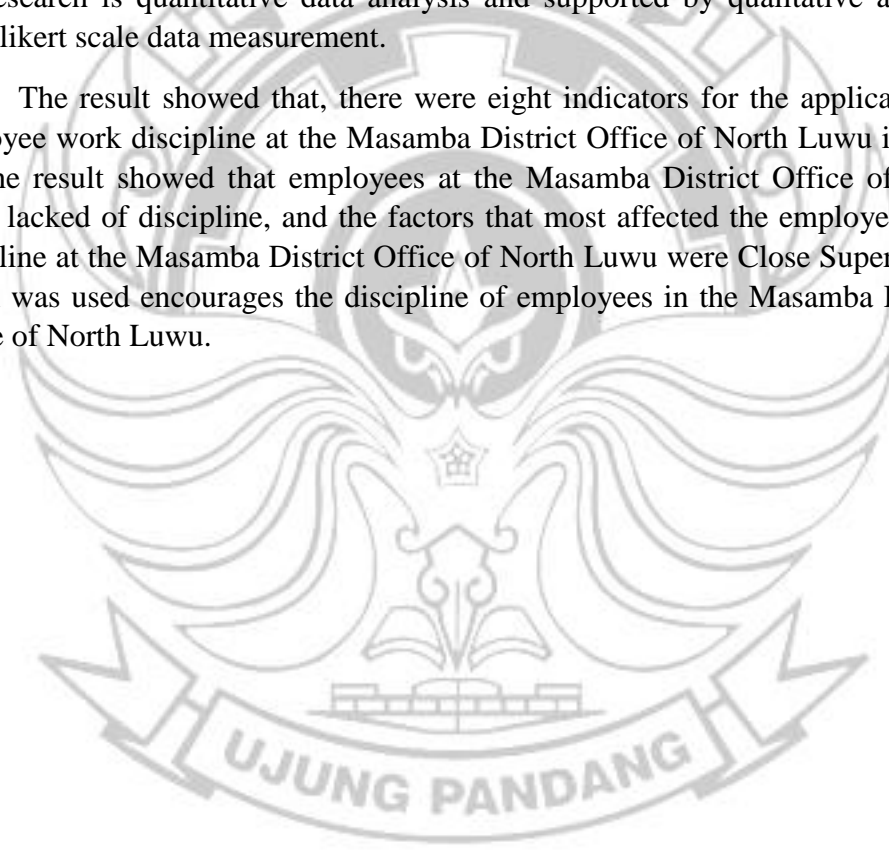 research is quantitative data analysis and supported by qualitative a
likert scale data measurement.
The result showed that, there were eight indicators for the applica
yee work discipline at the Masamba District Office of North Luwu i
ne result showed that employees at the Masamba District Office of
lacked of discipline, and the factors that most affected the employe
line at the Masamba District Office of North Luwu were Close Super
was used encourages the discipline of employees in the Masamba
e of North Luwu.
UJUNG PANDANG